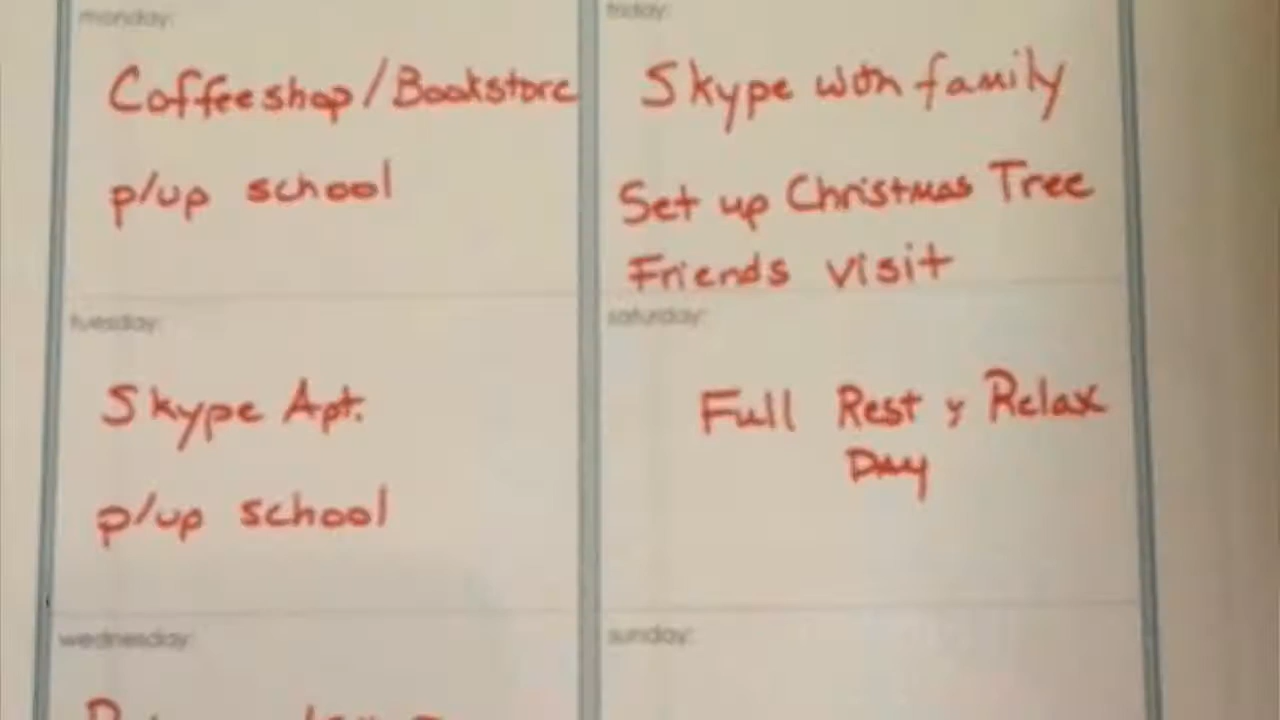 monday:
Coffeeshop/Bookstore
p/up school
tuesday:
Skype Apt.
p/up school
wednesday:
friday:
Skype wth family
Set up Christmas Tree
Friends visit
saturday:
Full Rest y Relax
Day
sunday: